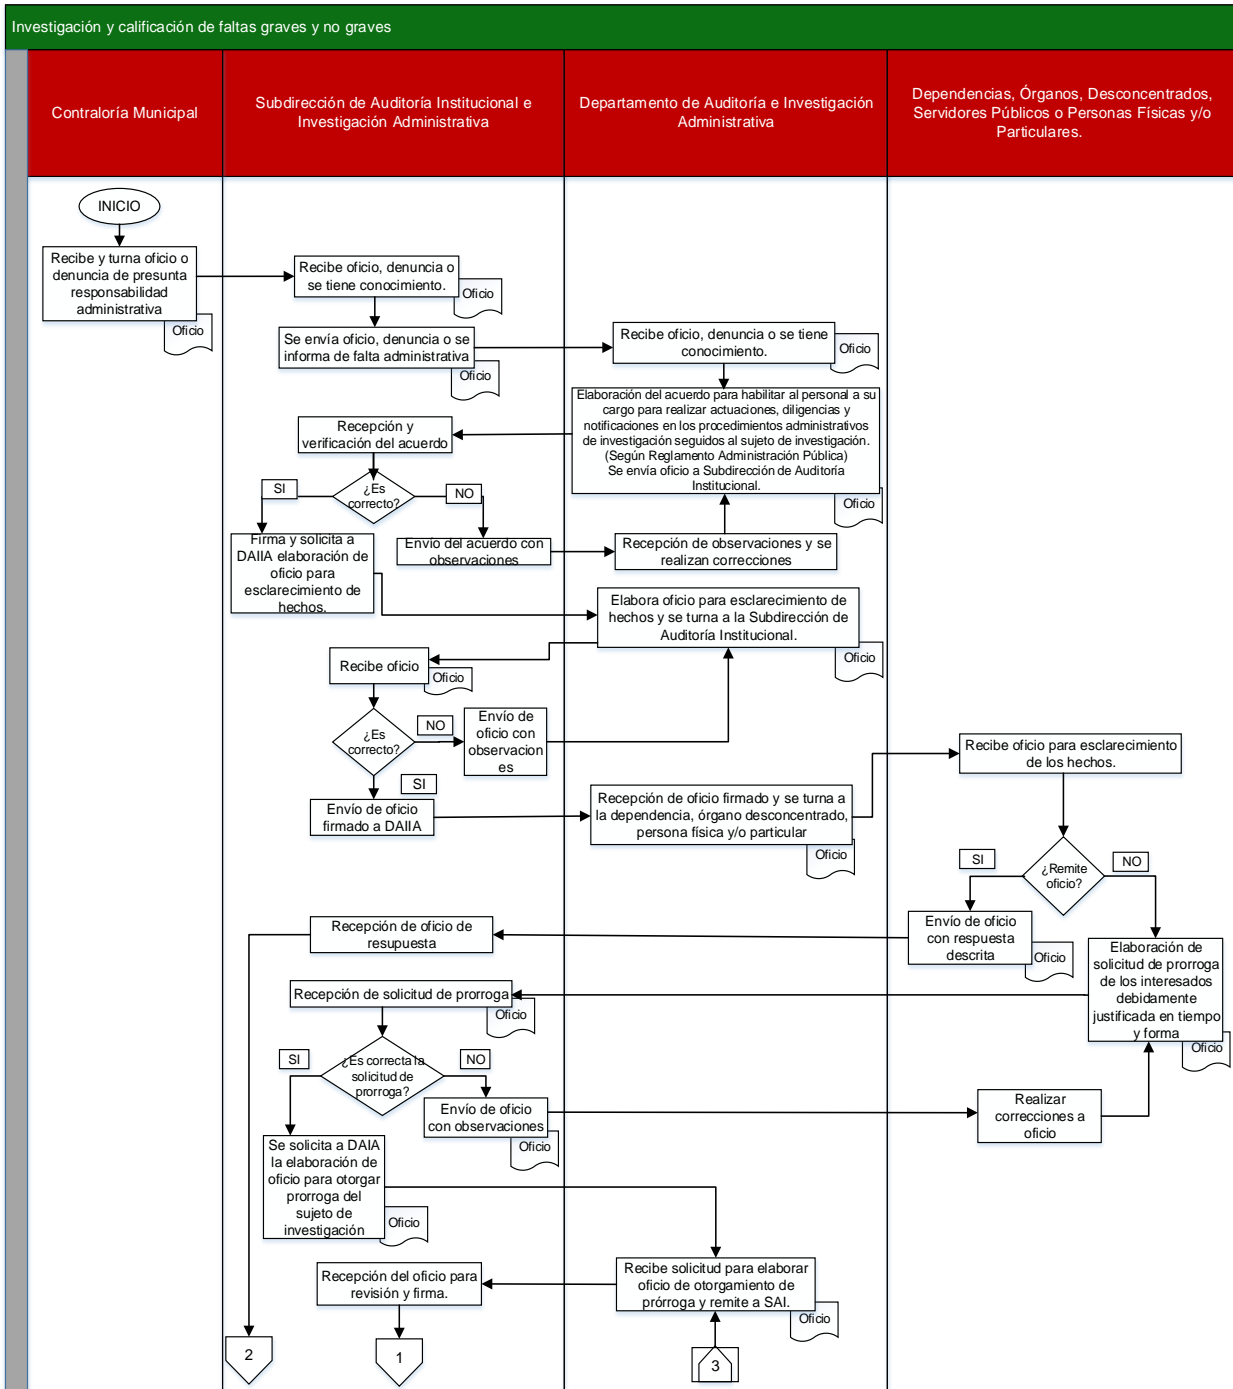 Investigación y calificación de faltas graves y no graves
Contraloría Municipal
Subdirección de Auditoría Institucional e
Investigación Administrativa
Departamento de Auditoría e Investigación
Administrativa
Dependencias, Órganos, Desconcentrados,
Servidores Públicos o Personas Físicas y/o
Particulares.
INICIO
Recibe y turna oficio o
denuncia de presunta
responsabilidad
administrativa
Oficio
Recibe oficio, denuncia o
se tiene conocimiento.
Oficio
Se envía oficio, denuncia o se
informa de falta administrativa
Oficio
Recibe oficio, denuncia o se tiene
conocimiento.
Oficio
Elaboración del acuerdo para habilitar al personal a su
cargo para realizar actuaciones, diligencias y
notificaciones en los procedimientos administrativos
de investigación seguidos al sujeto de investigación.
(Según Reglamento Administración Pública)
Se envía oficio a Subdirección de Auditoría
Institucional.
Oficio
Recepción y
verificación del acuerdo
¿Es
correcto?
SI
NO
Firma y solicita a
DAIIA elaboración de
oficio para
esclarecimiento de
hechos.
Envío del acuerdo con
observaciones
Recepción de observaciones y se
realizan correcciones
Elabora oficio para esclarecimiento de
hechos y se turna a la Subdirección de
Auditoría Institucional.
Oficio
Recibe oficio
Oficio
¿Es
correcto?
NO
Envío de
oficio con
observacion
es
SI
Envío de oficio
firmado a DAIIA
Recepción de oficio firmado y se turna a
la dependencia, órgano desconcentrado,
persona física y/o particular
Oficio
Recibe oficio para esclarecimiento
de los hechos.
¿Remite
oficio?
SI
NO
Envío de oficio
con respuesta
descrita
Oficio
Recepción de oficio de
resupuesta
Elaboración de
solicitud de prorroga
de los interesados
debidamente
justificada en tiempo
y forma
Oficio
Recepción de solicitud de prorroga
Oficio
¿Es correcta la
solicitud de
prorroga?
SI
NO
Envío de oficio
con observaciones
Oficio
Realizar
correcciones a
oficio
Se solicita a DAIA
la elaboración de
oficio para otorgar
prorroga del
sujeto de
investigación
Oficio
Recibe solicitud para elaborar
oficio de otorgamiento de
prórroga y remite a SAI.
Oficio
Recepción del oficio para
revisión y firma.
2
1
3